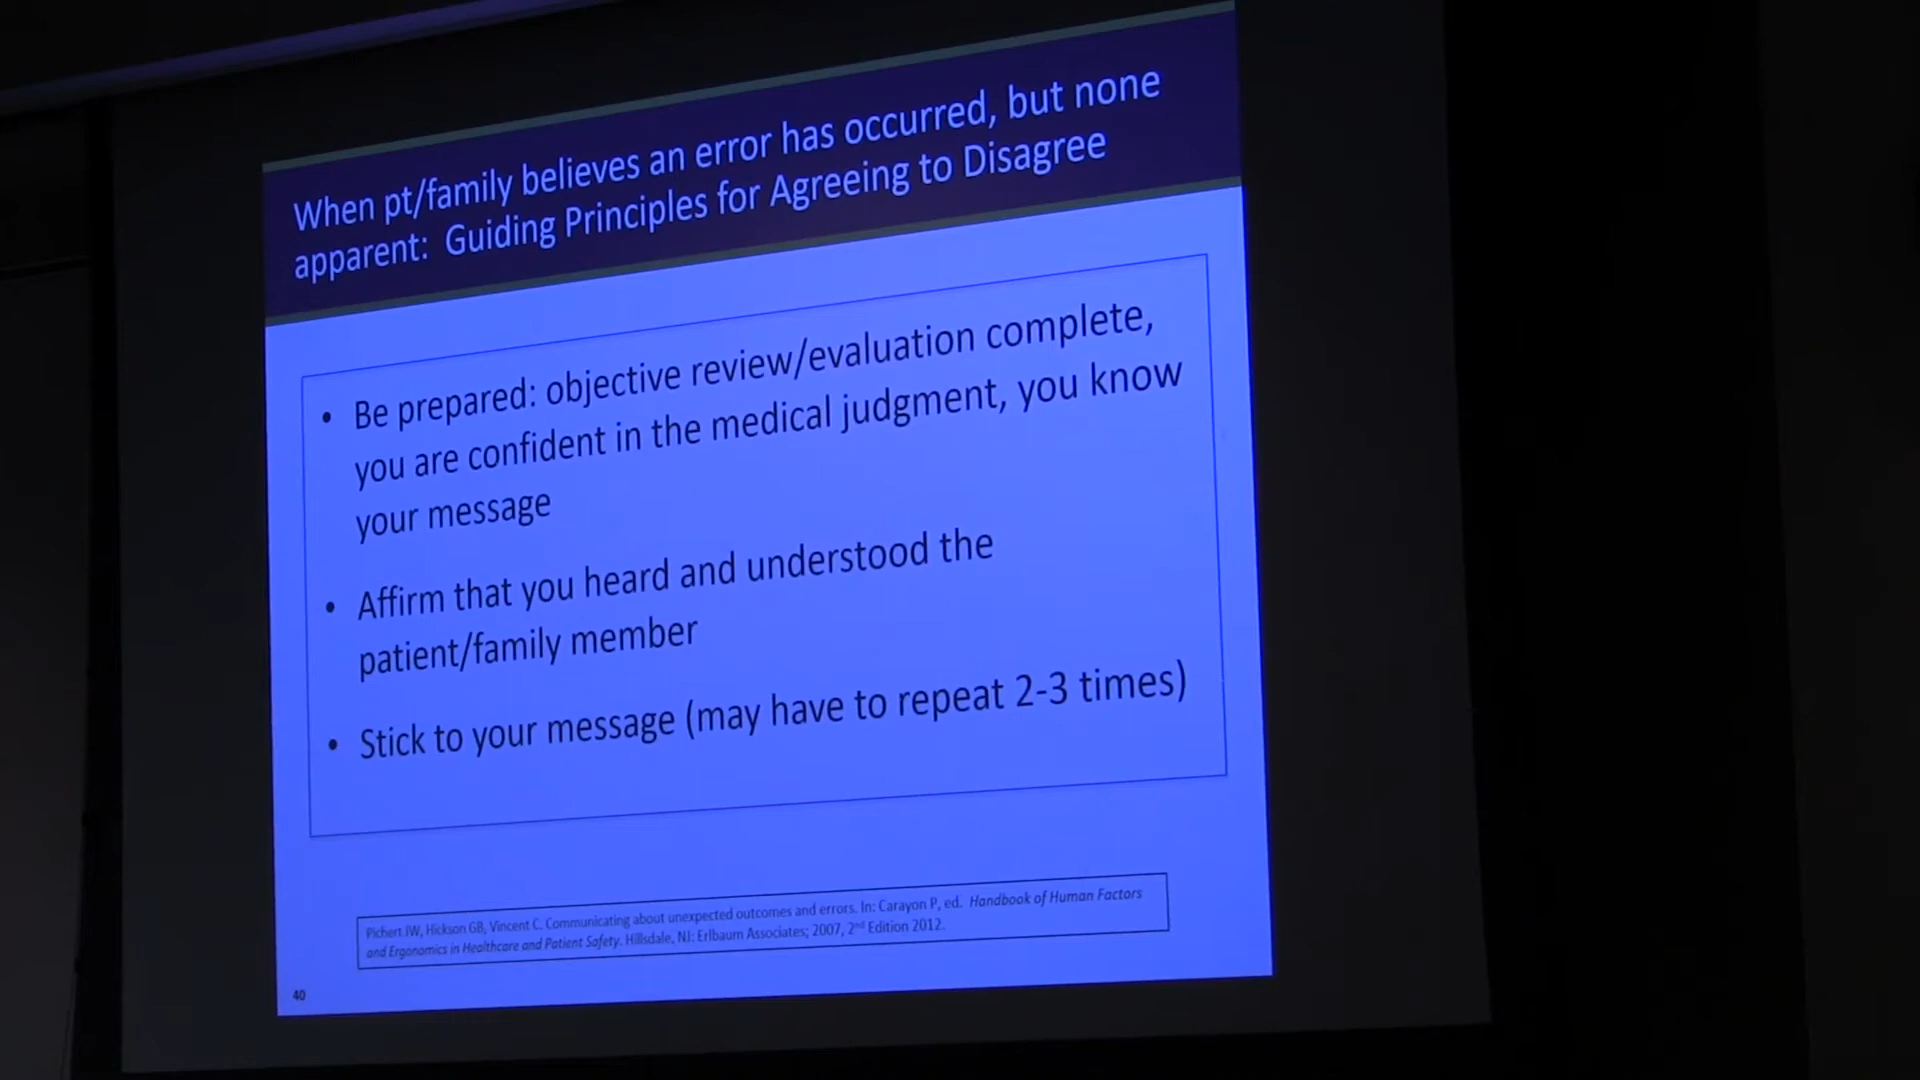 When pt/family believes an error has occurred, but none
apparent: Guiding Principles for Agreeing to Disagree
• Be prepared: objective review/evaluation complete,
you are confident in the medical judgment, you know
your message
• Affirm that you heard and understood the
patient/family member
• Stick to your message (may have to repeat 2-3 times)
Pichert JW, Hickson GB, Vincent C. Communicating about unexpected outcomes and errors. In: Carayon P, ed. Handbook of Human Factors
and Ergonomics in Healthcare and Patient Safety. Hillsdale, NJ: Erlbaum Associates; 2007, 2nd Edition 2012.
40